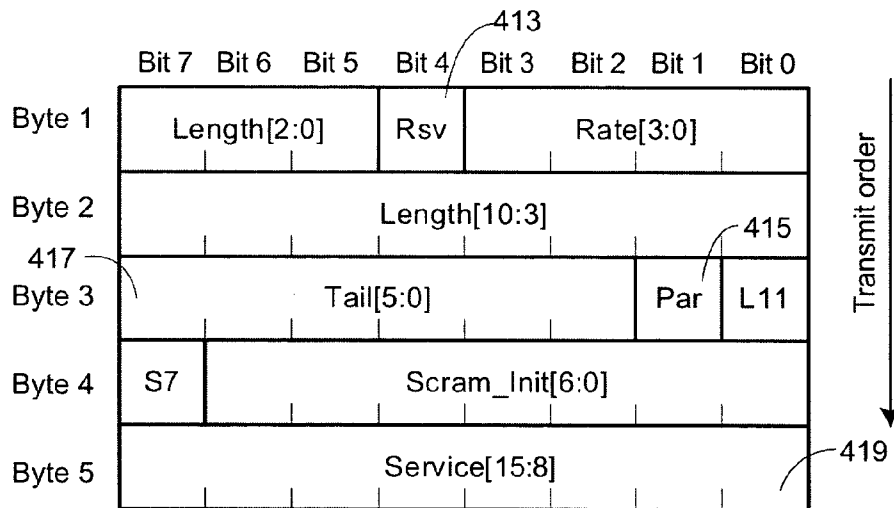 413
Bit 7 Bit 6 Bit 5 Bit 4 Bit 3 Bit 2 Bit 1 Bit 0
Byte 1 Length[2:0] Rsv Rate[3:0]
Byte 2 Length[10:3]
415
417
Byte 3 Tail[5:0] Par L11
Byte 4 S7 Scram_Init[6:0]
Byte 5 Service[15:8]
419
Transmit order